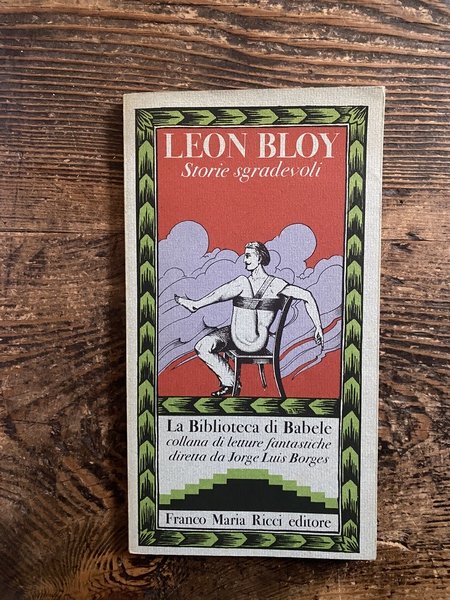 LEON BLOY
Storie sgradevoli
La Biblioteca di Babele
collana di letture fantastiche
diretta da Jorge Luis Borges
Franco Maria Ricci editore